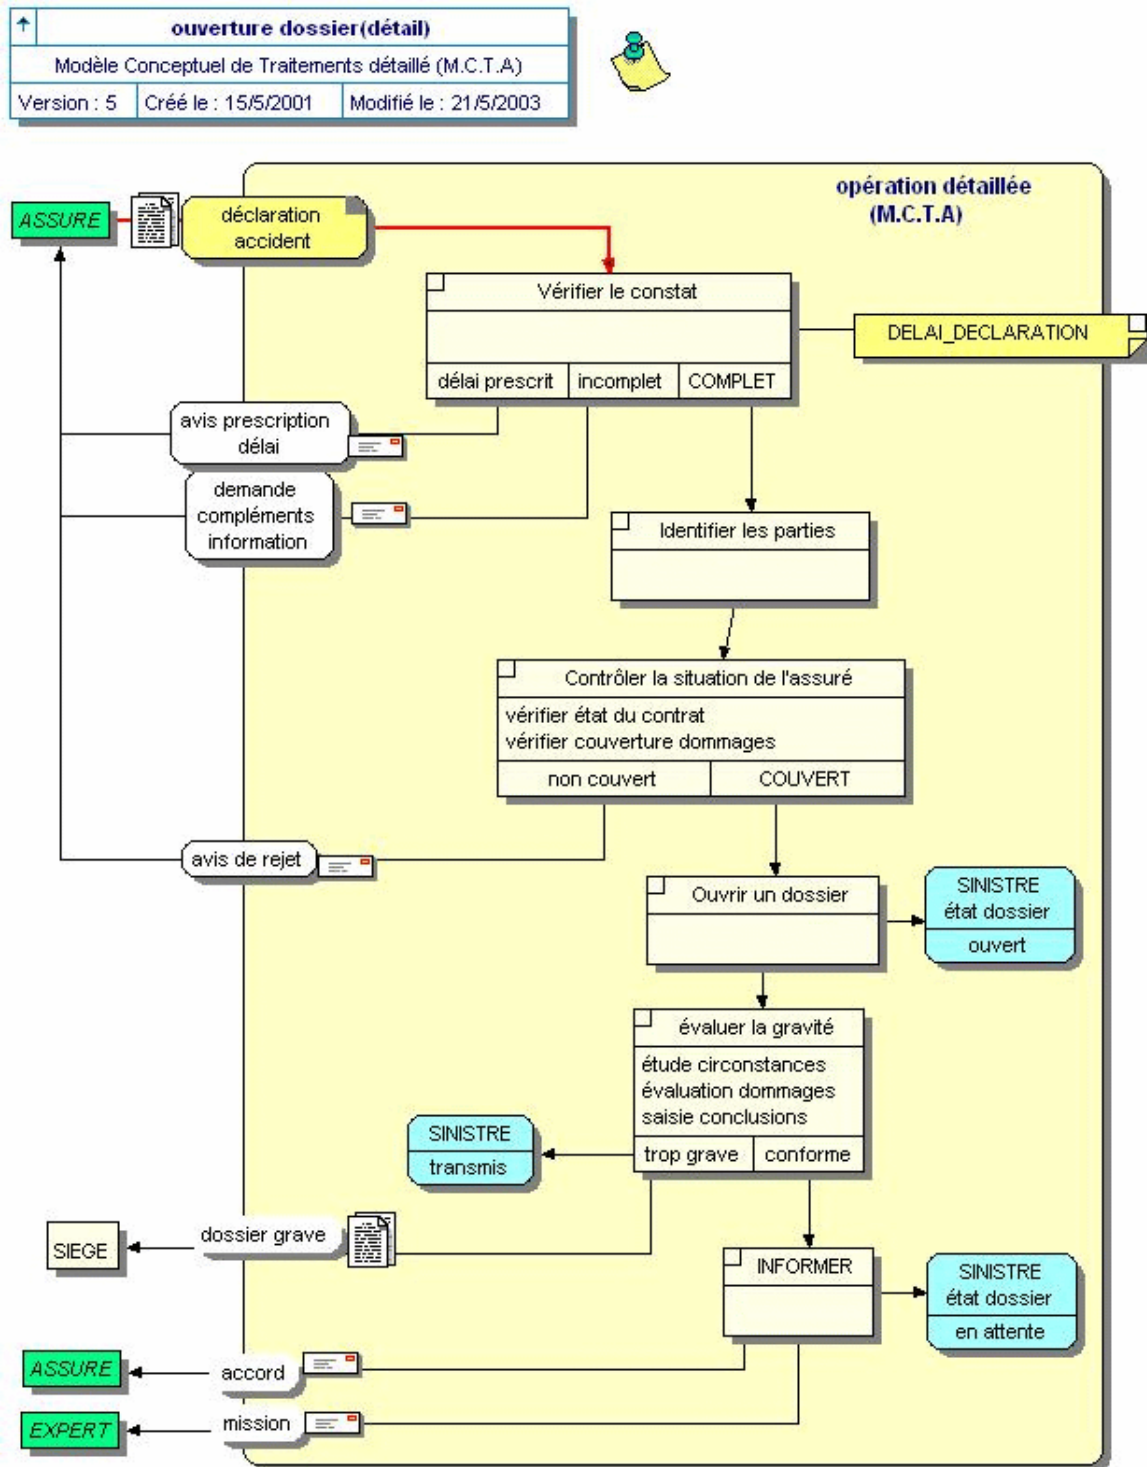 ouverture dossier(détail)
Modèle Conceptuel de Traitements détaillé (M.C.T.A)
Version : 5
Créé le : 15/5/2001
Modifié le : 21/5/2003
opération détaillée
(M.C.T.A)
ASSURE
déclaration
accident
Vérifier le constat
DELAI_DECLARATION
délai prescrit
incomplet
COMPLET
avis prescription
délai
demande
compléments
information
Identifier les parties
Contrôler la situation de l'assuré
vérifier état du contrat
vérifier couverture dommages
non couvert
COUVERT
avis de rejet
Ouvrir un dossier
SINISTRE
état dossier
ouvert
évaluer la gravité
étude circonstances
évaluation dommages
saisie conclusions
trop grave
conforme
SINISTRE
transmis
SIEGE
dossier grave
INFORMER
SINISTRE
état dossier
en attente
ASSURE
accord
EXPERT
mission